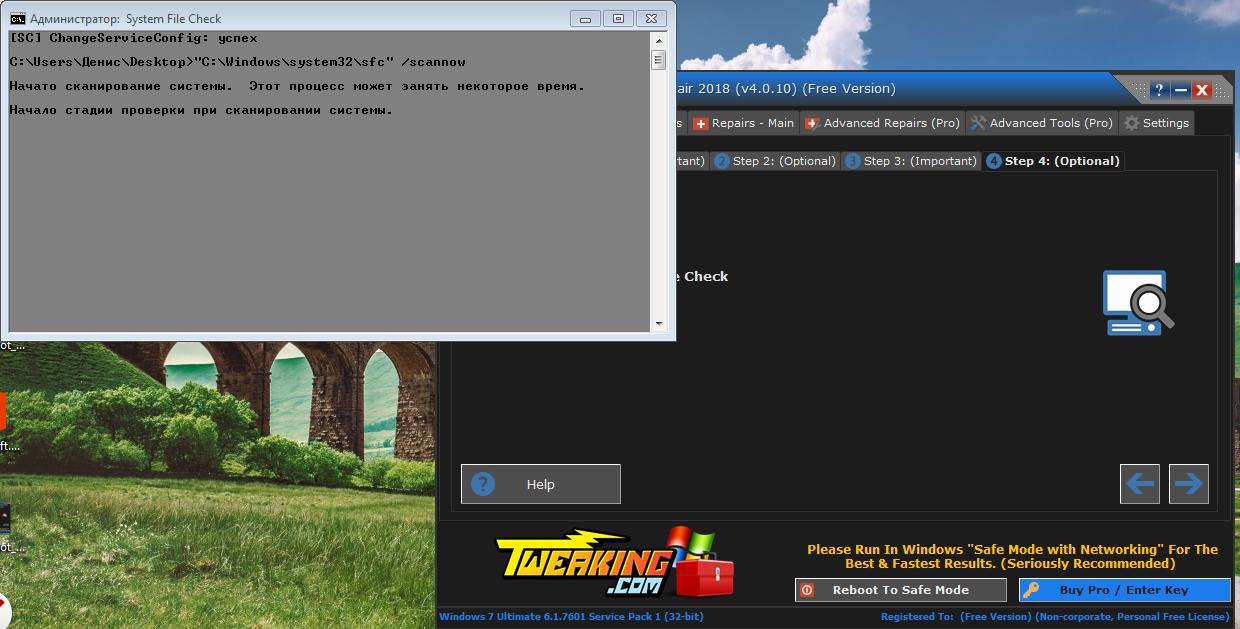 Администратор: System File Check
[SC] ChangeServiceConfig: успех
C:\Users\Денис\Desktop>"C:\Windows\system32\sfc" /scannow
Начато сканирование системы.  Этот процесс может занять некоторое время.
Начало стадии проверки при сканировании системы.
air 2018 (v4.0.10) (Free Version)
s
Repairs - Main
Advanced Repairs (Pro)
Advanced Tools (Pro)
Settings
rtant)
2 Step 2: (Optional)
3 Step 3: (Important)
4 Step 4: (Optional)
e Check
ot_...
ft....
ot_...
? Help
TWEAKING
.COM
Please Run In Windows "Safe Mode with Networking" For The
Best & Fastest Results. (Seriously Recommended)
Reboot To Safe Mode
Buy Pro / Enter Key
Windows 7 Ultimate 6.1.7601 Service Pack 1 (32-bit)
Registered To: (Free Version) (Non-corporate, Personal Free License)